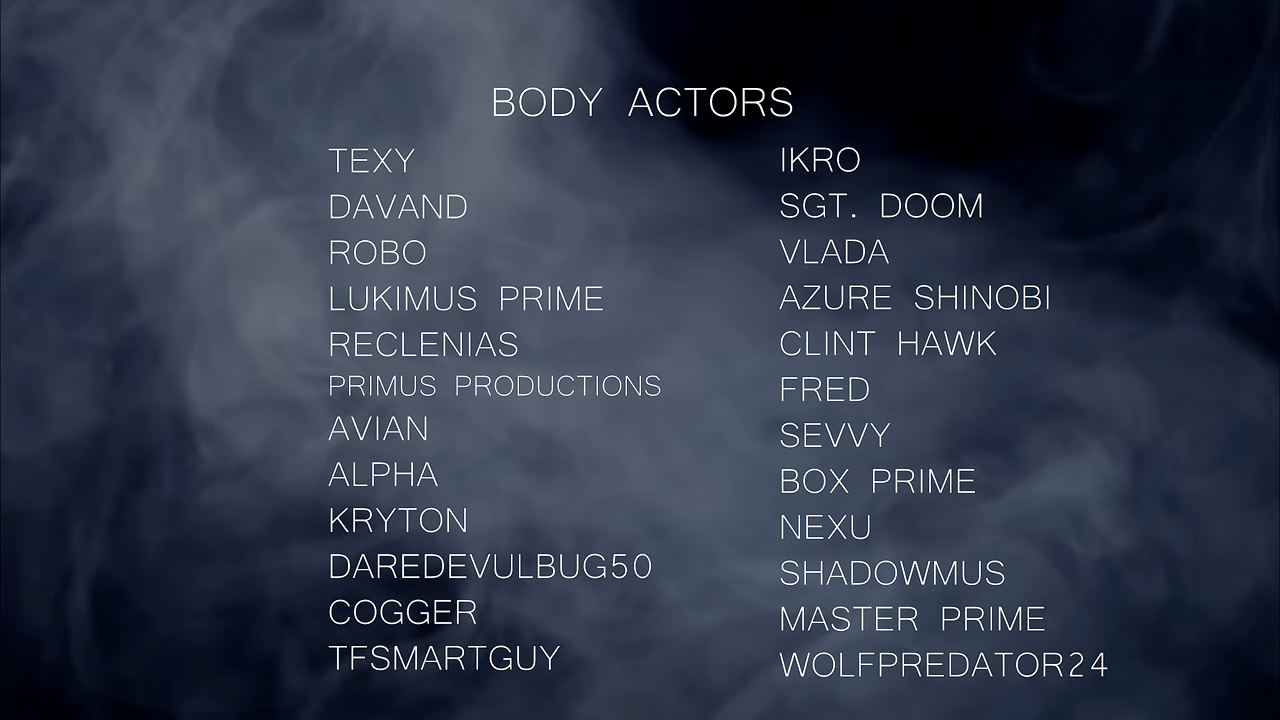 BODY ACTORS
TEXY
DAVAND
ROBO
LUKIMUS PRIME
RECLENIAS
PRIMUS PRODUCTIONS
AVIAN
ALPHA
KRYTON
DAREDEVULBUG50
COGGER
TFSMARTGUY
IKRO
SGT. DOOM
VLADA
AZURE SHINOBI
CLINT HAWK
FRED
SEVVY
BOX PRIME
NEXU
SHADOWMUS
MASTER PRIME
WOLFPREDATOR24